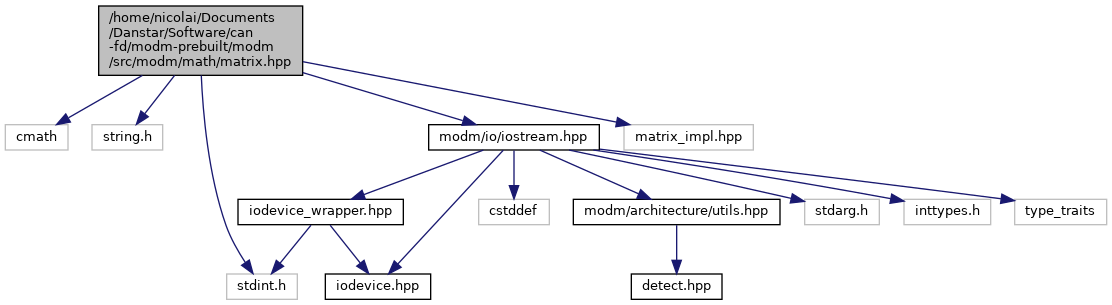 /home/nicolai/Documents
/Danstar/Software/can
-fd/modm-prebuilt/modm
/src/modm/math/matrix.hpp
cmath
string.h
modm/io/iostream.hpp
matrix_impl.hpp
iodevice_wrapper.hpp
cstddef
modm/architecture/utils.hpp
stdarg.h
inttypes.h
type_traits
stdint.h
iodevice.hpp
detect.hpp